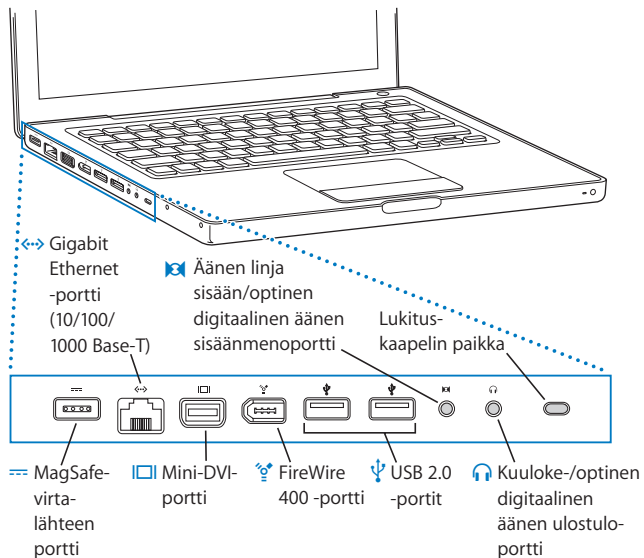 Gigabit
Ethernet
-portti
(10/100/
1000 Base-T)
Äänen linja
sisään/optinen
digitaalinen äänen
sisäänmenoportti
Lukitus-
kaapelin paikka
MagSafe-
virta-
lähteen
portti
Mini-DVI-
portti
FireWire
400 -portti
USB 2.0
-portit
Kuuloke-/optinen
digitaalinen
äänen ulostulo-
portti